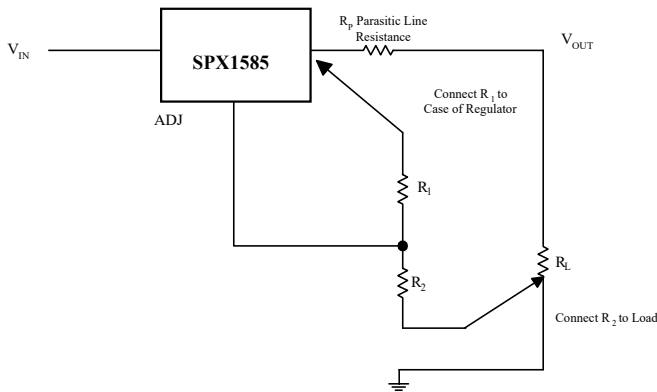 R_P Parasitic Line
Resistance
V_IN
V_OUT
SPX1585
Connect R_1 to
Case of Regulator
ADJ
R_1
R_L
R_2
Connect R_2 to Load